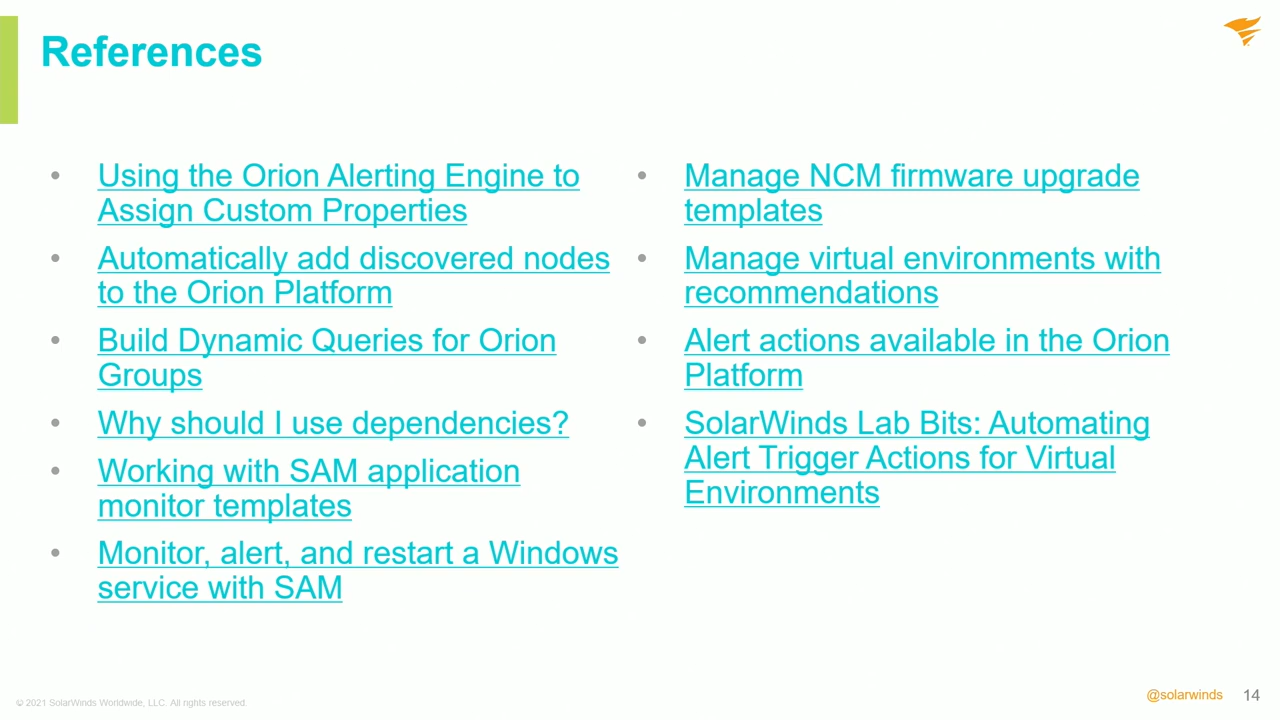 References
• Using the Orion Alerting Engine to
Assign Custom Properties
• Automatically add discovered nodes
to the Orion Platform
• Build Dynamic Queries for Orion
Groups
• Why should I use dependencies?
• Working with SAM application
monitor templates
• Monitor, alert, and restart a Windows
service with SAM
• Manage NCM firmware upgrade
templates
• Manage virtual environments with
recommendations
• Alert actions available in the Orion
Platform
• SolarWinds Lab Bits: Automating
Alert Trigger Actions for Virtual
Environments
© 2021 SolarWinds Worldwide, LLC. All rights reserved.
@solarwinds 14